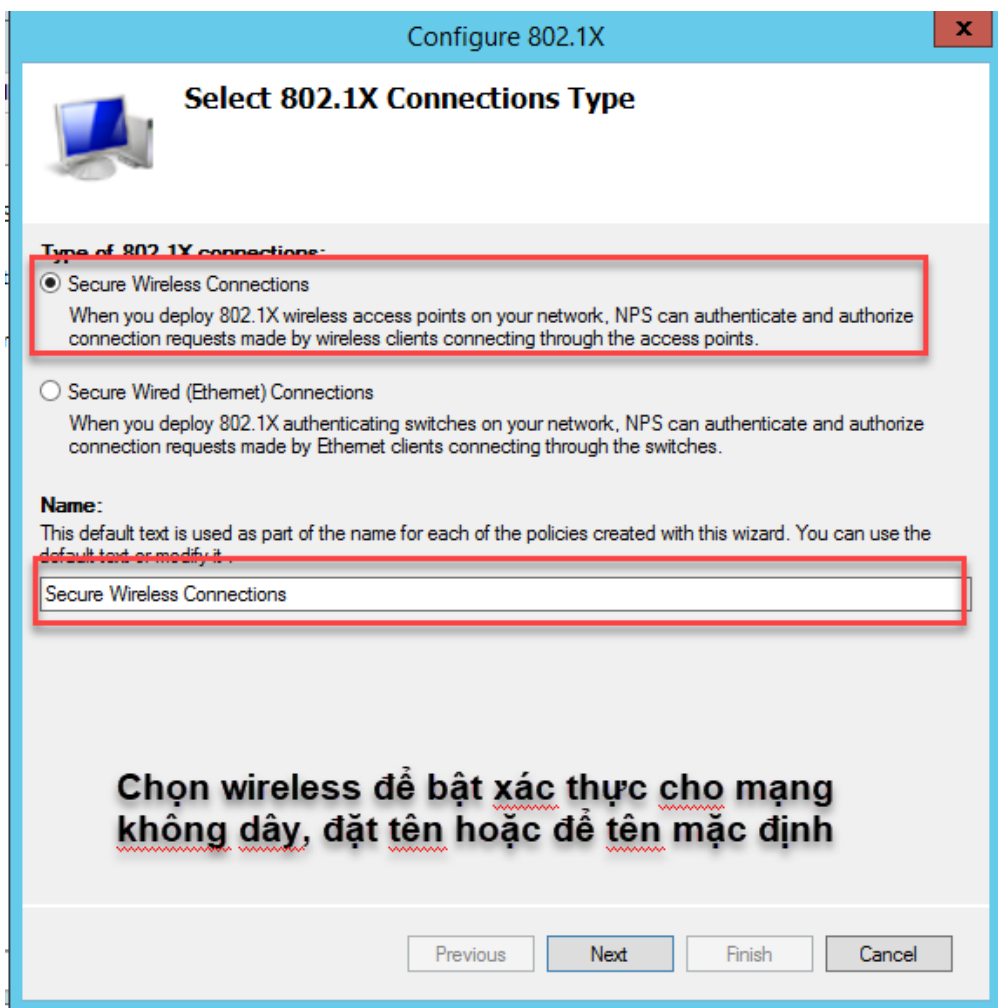 Configure 802.1X
x
Select 802.1X Connections Type
Type of 802.1X connections:
Secure Wireless Connections
When you deploy 802.1X wireless access points on your network, NPS can authenticate and authorize
connection requests made by wireless clients connecting through the access points.
Secure Wired (Ethernet) Connections
When you deploy 802.1X authenticating switches on your network, NPS can authenticate and authorize
connection requests made by Ethernet clients connecting through the switches.
Name:
This default text is used as part of the name for each of the policies created with this wizard. You can use the
default text or modify it .
Secure Wireless Connections
Chọn wireless để bật xác thực cho mạng
không dây, đặt tên hoặc để tên mặc định
Previous Next Finish Cancel